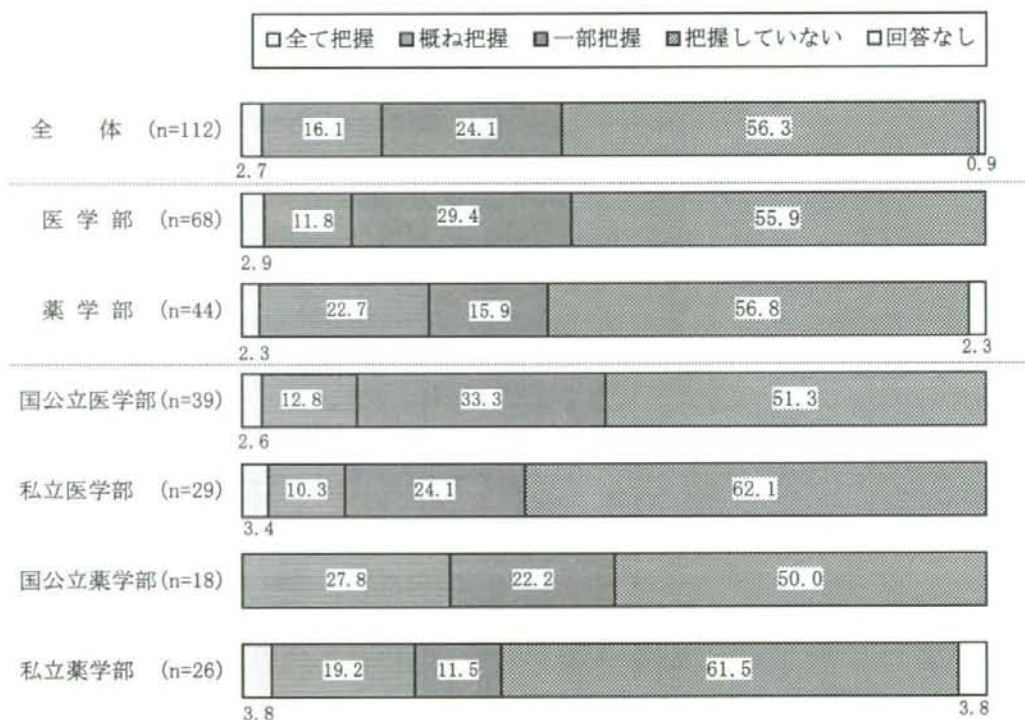 □全て把握 ■概ね把握 ■一部把握 ■把握していない □回答なし
全 体 (n=112) 16.1 24.1 56.3
2.7 0.9
医 学 部 (n=68) 11.8 29.4 55.9
2.9
薬 学 部 (n=44) 22.7 15.9 56.8
2.3 2.3
国公立医学部(n=39) 12.8 33.3 51.3
2.6
私立医学部 (n=29) 10.3 24.1 62.1
3.4
国公立薬学部(n=18) 27.8 22.2 50.0
私立薬学部 (n=26) 19.2 11.5 61.5
3.8 3.8